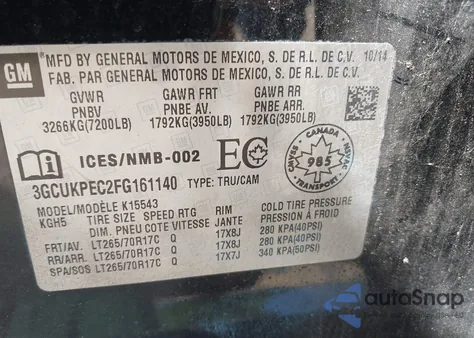 GM
MFD BY GENERAL MOTORS DE MEXICO, S. DE R.L. DE C.V. 10/14
FAB. PAR GENERAL MOTORS DE MEXICO, S. DE R.L. DE C.V.
GVWR GAWR FRT GAWR RR
PNBV PNBE AV. PNBE ARR.
3266KG(7200LB) 1792KG(3950LB) 1792KG(3950LB)
ICES/NMB-002 EC
CANADA
985
TRANSPORT
CMVSS
NSVAC
3GCUKPEC2FG161140 TYPE: TRU/CAM
MODEL/MODÈLE K15543
KGH5 TIRE SIZE SPEED RTG RIM COLD TIRE PRESSURE
DIM. PNEU COTE VITESSE JANTE PRESSION À FROID
FRT/AV. LT265/70R17C Q 17X8J 280 KPA(40PSI)
RR/ARR. LT265/70R17C Q 17X8J 280 KPA(40PSI)
SPA/SOS LT265/70R17C Q 17X7J 340 KPA(50PSI)
autoSnap